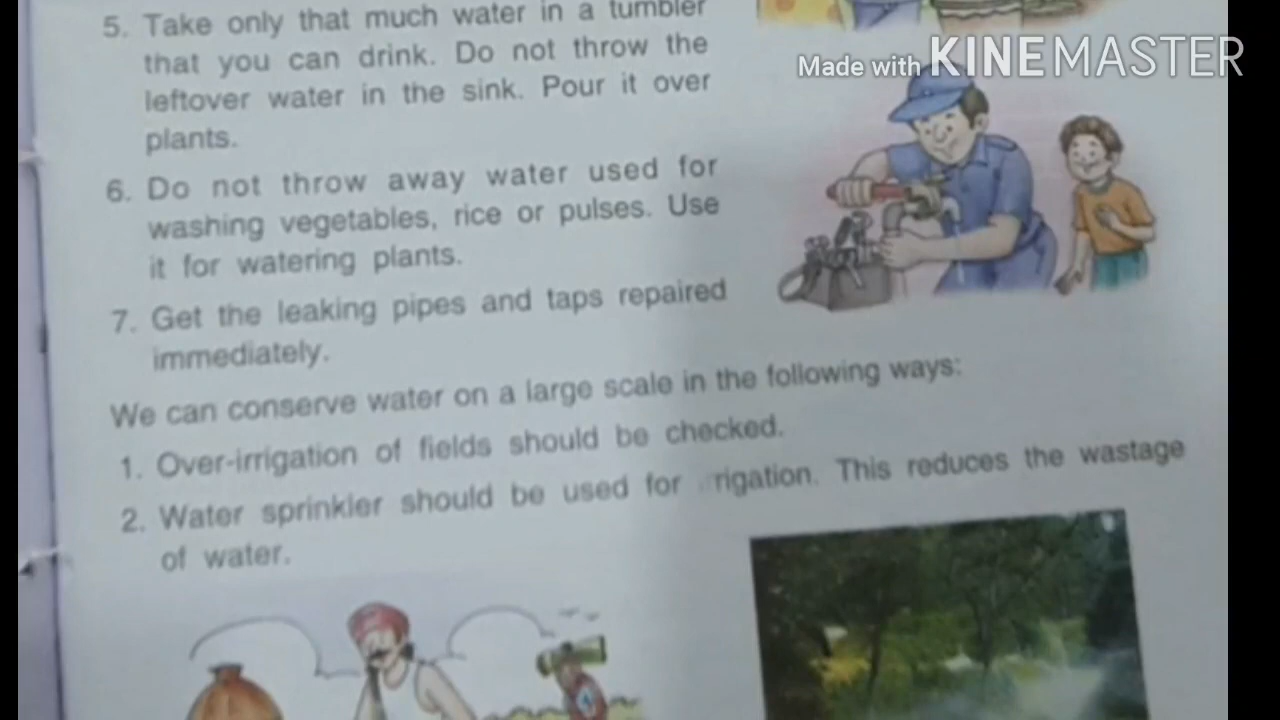 5. Take only that much water in a tumbler
that you can drink. Do not throw the
leftover water in the sink. Pour it over
plants.
Made with KINEMASTER
6. Do not throw away water used for
washing vegetables, rice or pulses. Use
it for watering plants.
7. Get the leaking pipes and taps repaired
immediately.
We can conserve water on a large scale in the following ways:
1. Over-irrigation of fields should be checked.
2. Water sprinkler should be used for irrigation. This reduces the wastage
of water.